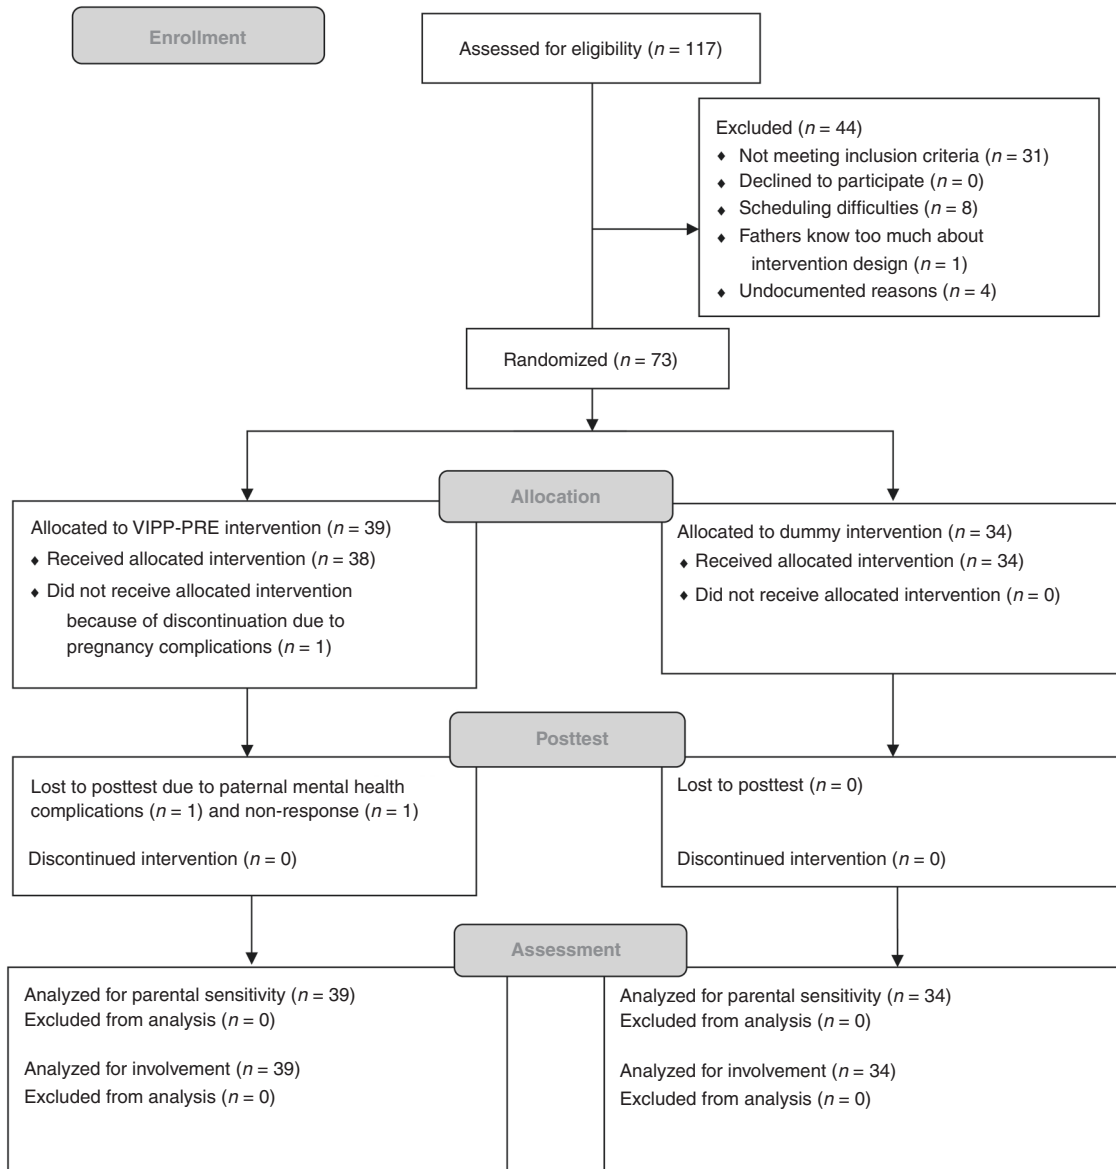 Enrollment
Assessed for eligibility (n = 117)
Excluded (n = 44)
♦ Not meeting inclusion criteria (n = 31)
♦ Declined to participate (n = 0)
♦ Scheduling difficulties (n = 8)
♦ Fathers know too much about
intervention design (n = 1)
♦ Undocumented reasons (n = 4)
Randomized (n = 73)
Allocation
Allocated to VIPP-PRE intervention (n = 39)
♦ Received allocated intervention (n = 38)
♦ Did not receive allocated intervention
because of discontinuation due to
pregnancy complications (n = 1)
Allocated to dummy intervention (n = 34)
♦ Received allocated intervention (n = 34)
♦ Did not receive allocated intervention (n = 0)
Posttest
Lost to posttest due to paternal mental health
complications (n = 1) and non-response (n = 1)
Discontinued intervention (n = 0)
Lost to posttest (n = 0)
Discontinued intervention (n = 0)
Assessment
Analyzed for parental sensitivity (n = 39)
Excluded from analysis (n = 0)
Analyzed for involvement (n = 39)
Excluded from analysis (n = 0)
Analyzed for parental sensitivity (n = 34)
Excluded from analysis (n = 0)
Analyzed for involvement (n = 34)
Excluded from analysis (n = 0)